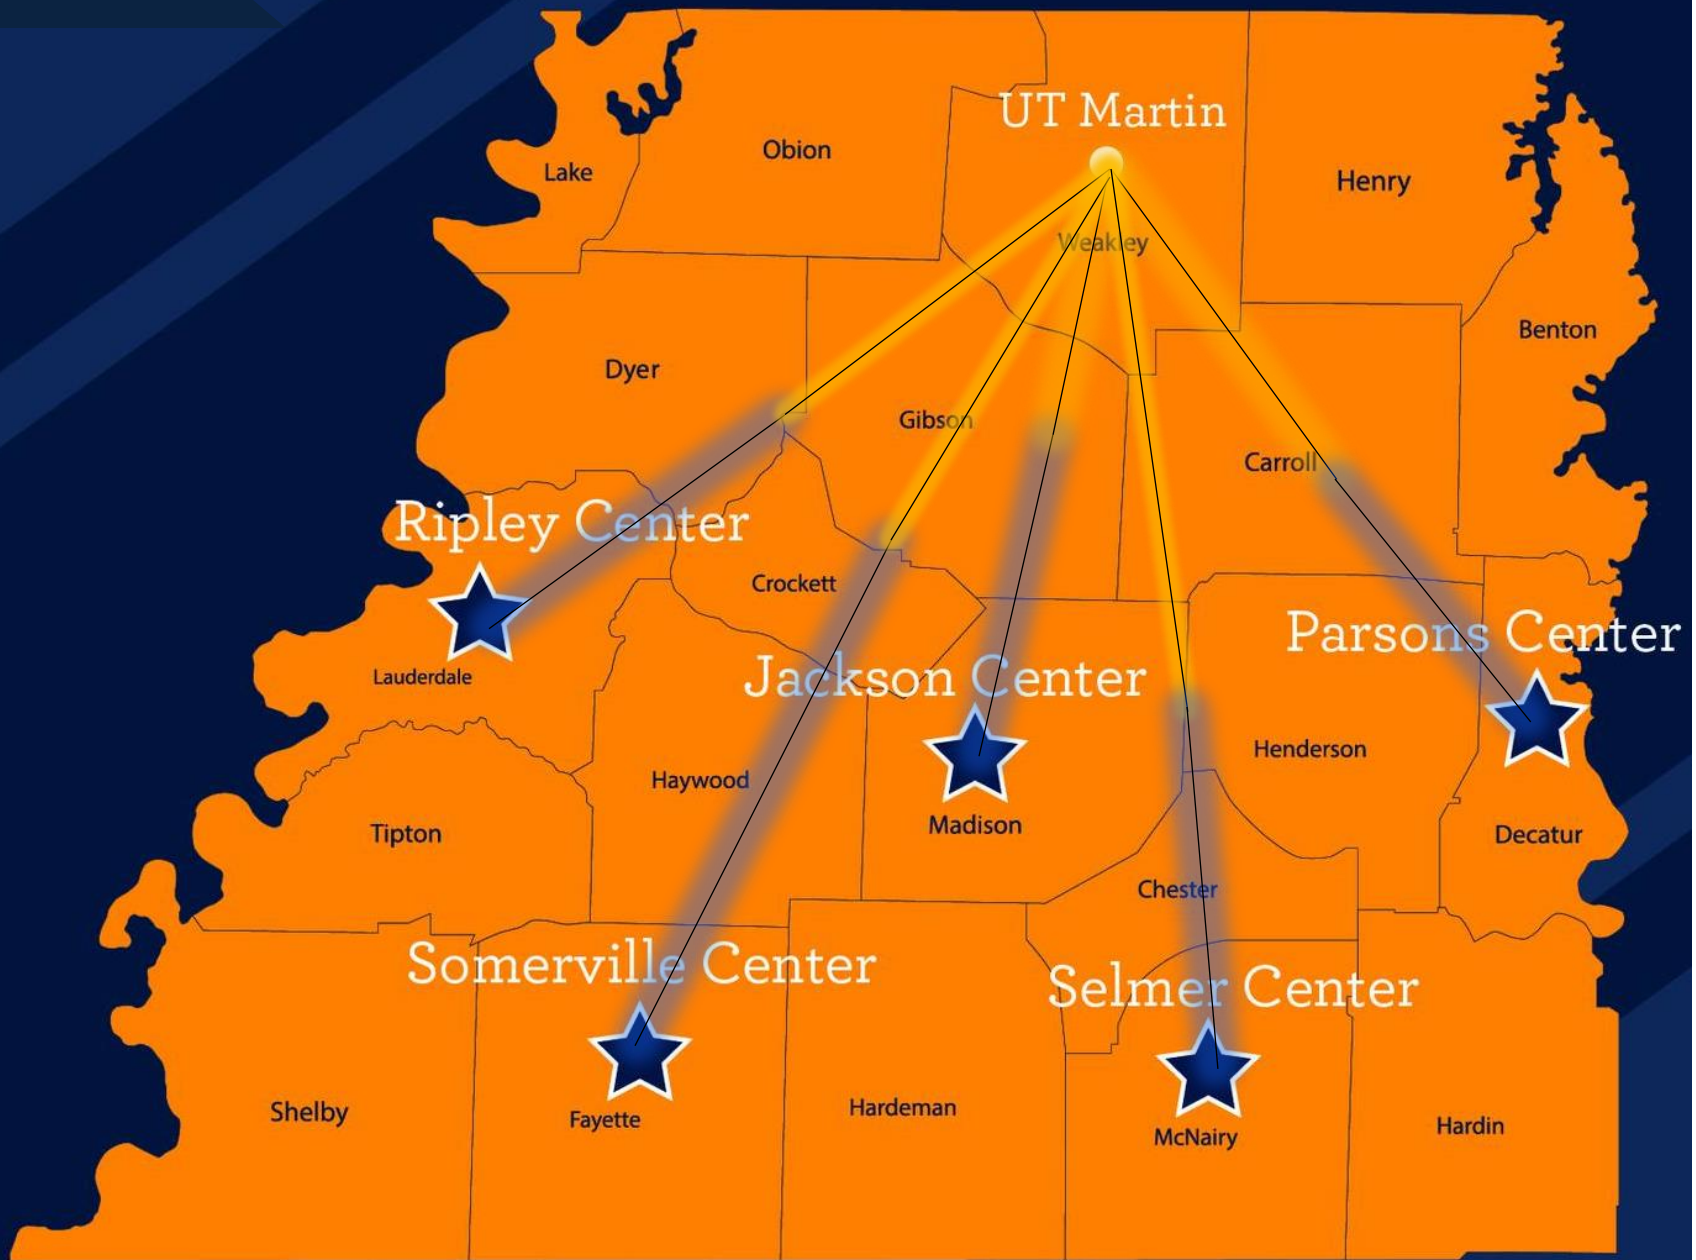 UT Martin
Obion
Lake
Henry
Weakley
Benton
Dyer
Gibson
Carroll
Ripley Center
Crockett
Parsons Center
Lauderdale
Jackson Center
Henderson
Haywood
Madison
Tipton
Decatur
Chester
Somerville Center
Selmer Center
Shelby
Fayette
Hardeman
McNairy
Hardin